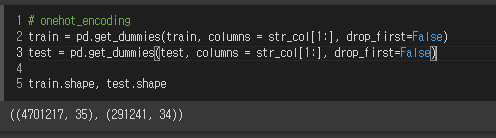 1 # onehot_encoding
2 train = pd.get_dummies(train, columns = str_col[1:], drop_first=False)
3 test = pd.get_dummies(test, columns = str_col[1:], drop_first=False)
4
5 train.shape, test.shape
((4701217, 35), (291241, 34))